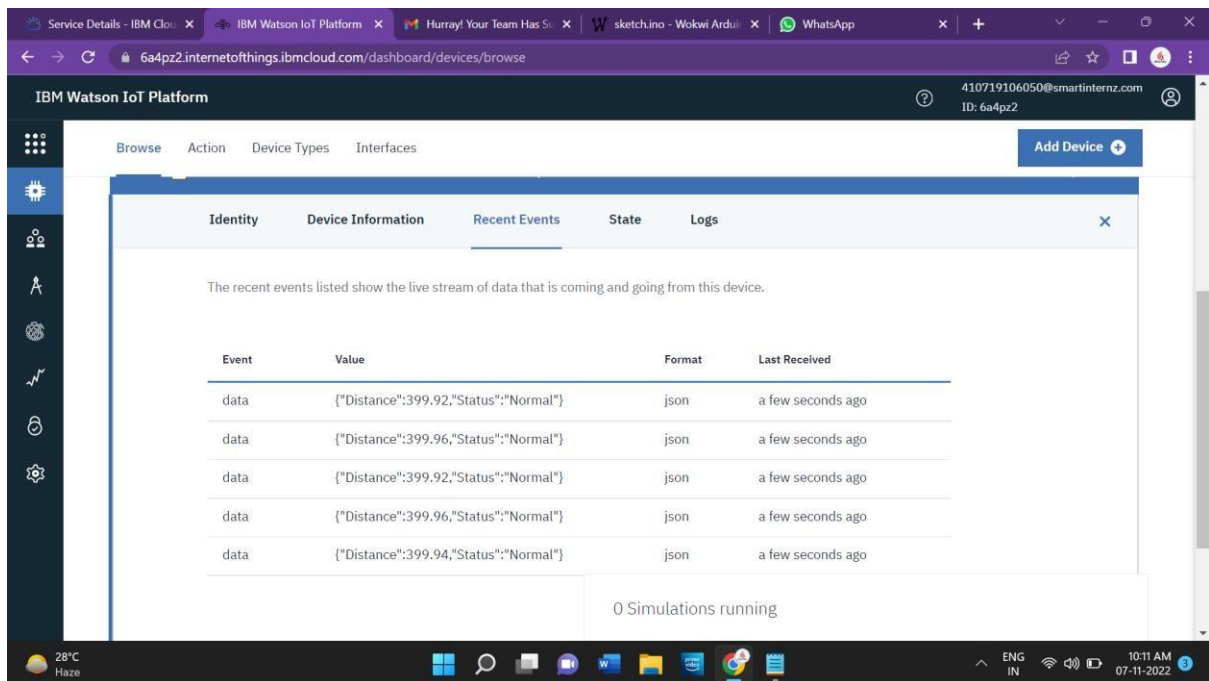 Service Details - IBM Clou
IBM Watson IoT Platform
Hurray! Your Team Has Su
sketch.ino - Wokwi Arduin
WhatsApp
6a4pz2.internetofthings.ibmcloud.com/dashboard/devices/browse
IBM Watson IoT Platform
410719106050@smartinternz.com
ID: 6a4pz2
Browse Action Device Types Interfaces
Add Device
Identity Device Information Recent Events State Logs
The recent events listed show the live stream of data that is coming and going from this device.
Event Value Format Last Received
data {"Distance":399.92,"Status":"Normal"} json a few seconds ago
data {"Distance":399.96,"Status":"Normal"} json a few seconds ago
data {"Distance":399.92,"Status":"Normal"} json a few seconds ago
data {"Distance":399.96,"Status":"Normal"} json a few seconds ago
data {"Distance":399.94,"Status":"Normal"} json a few seconds ago
0 Simulations running
28°C
Haze
ENG
IN
10:11 AM
07-11-2022
3